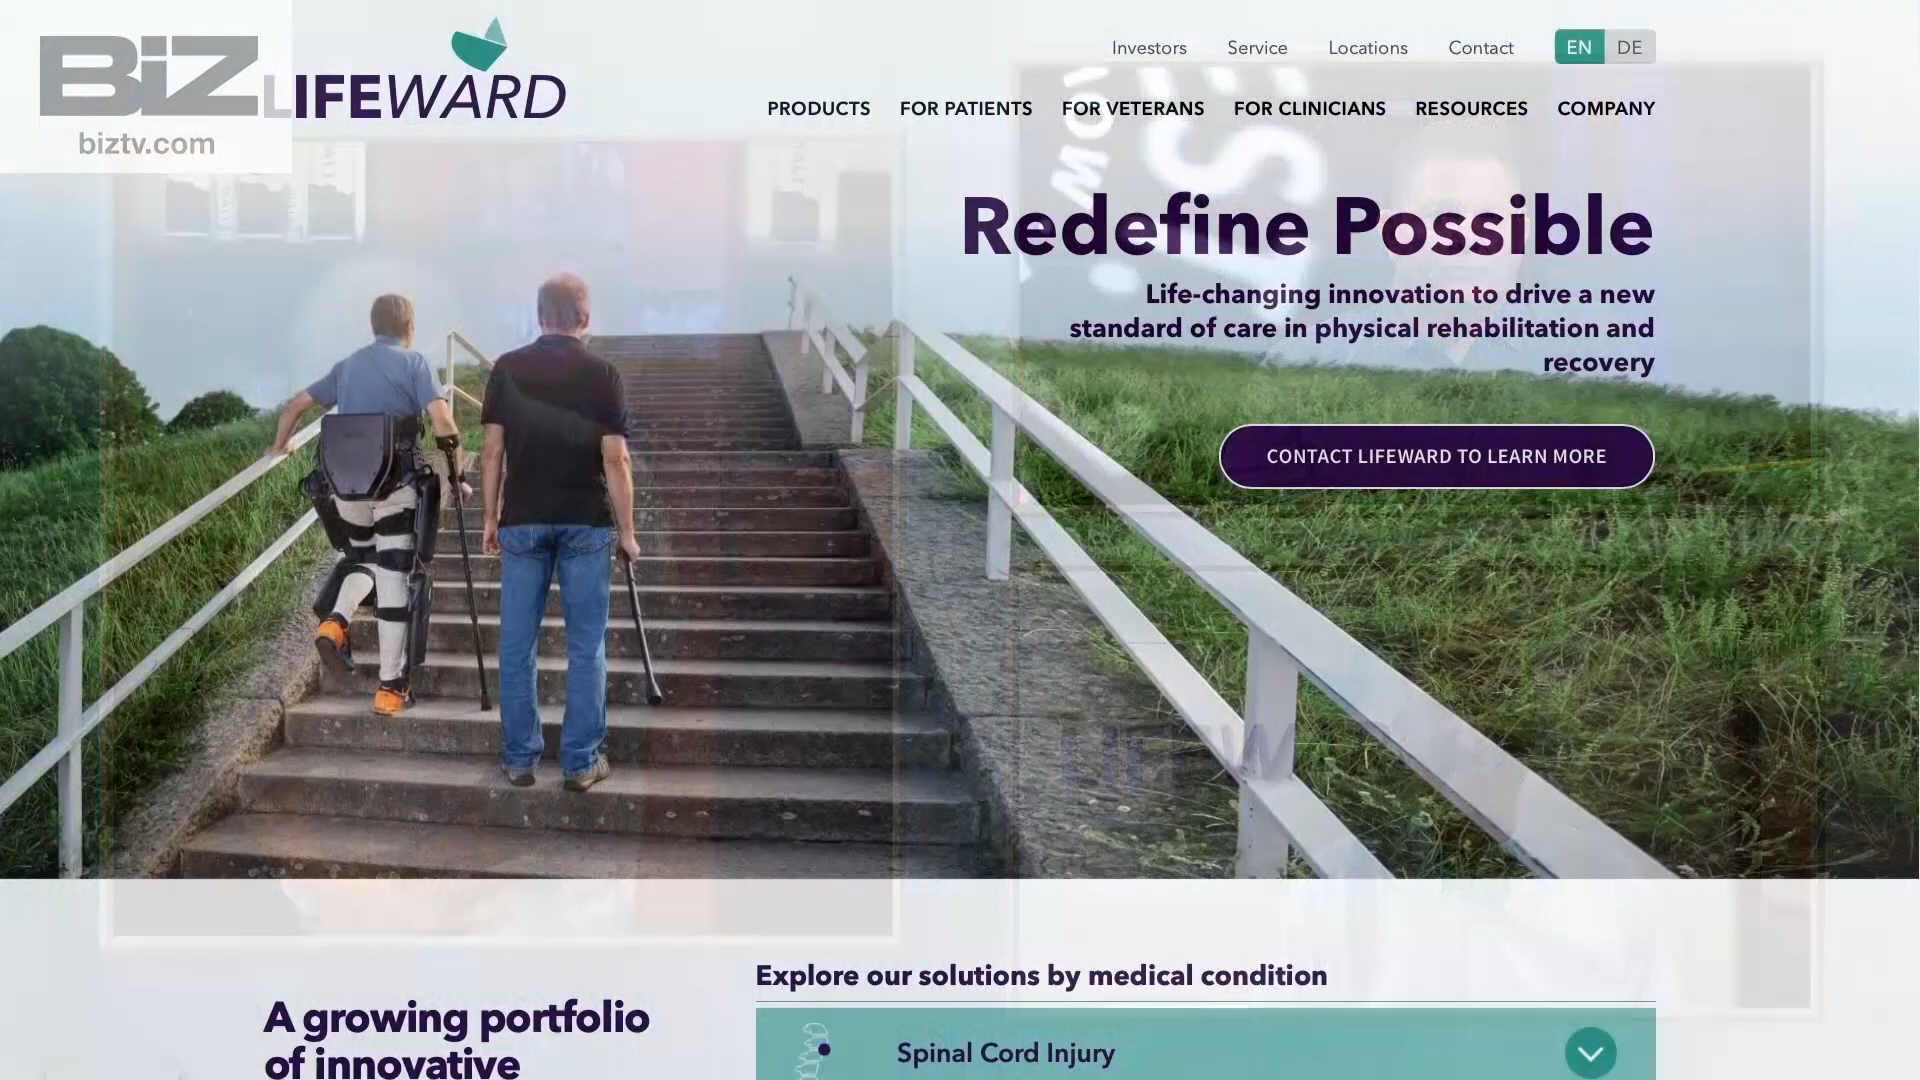 BiZ
biztv.com
LIFEWARD
Investors Service Locations Contact EN DE
PRODUCTS FOR PATIENTS FOR VETERANS FOR CLINICIANS RESOURCES COMPANY
Redefine Possible
Life-changing innovation to drive a new
standard of care in physical rehabilitation and
recovery
CONTACT LIFEWARD TO LEARN MORE
Explore our solutions by medical condition
A growing portfolio
of innovative
Spinal Cord Injury